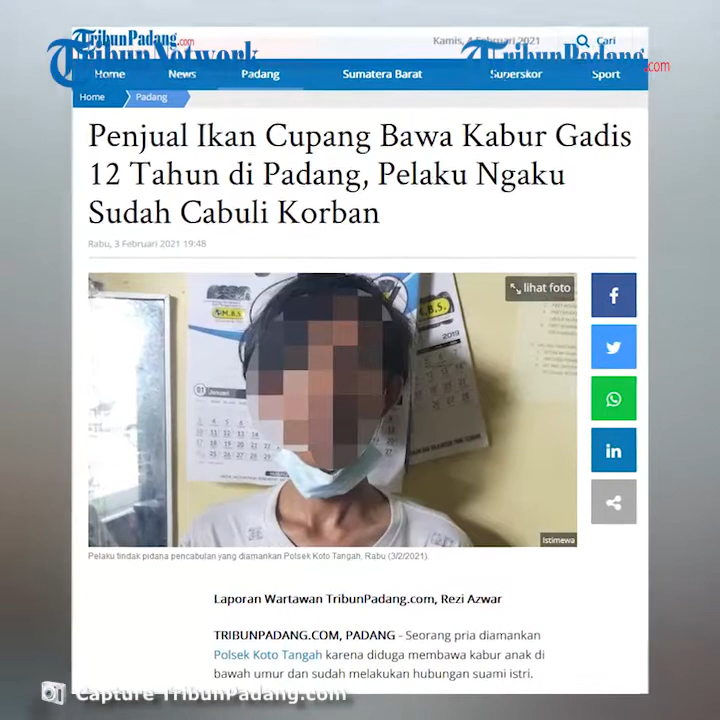 TribunPadang.com
Kamis, 4 Februari 2021
Cari
TribunNetwork
TribunPadang.com
Home News Padang Sumatera Barat Superskor Sport
Home Padang
Penjual Ikan Cupang Bawa Kabur Gadis
12 Tahun di Padang, Pelaku Ngaku
Sudah Cabuli Korban
Rabu, 3 Februari 2021 19:48
lihat foto
M.B.S.
M.B.S.
2019
01 Januari
Istimewa
Pelaku tindak pidana pencabulan yang diamankan Polsek Koto Tangah, Rabu (3/2/2021).
Laporan Wartawan TribunPadang.com, Rezi Azwar
TRIBUNPADANG.COM, PADANG - Seorang pria diamankan
Polsek Koto Tangah karena diduga membawa kabur anak di
bawah umur dan sudah melakukan hubungan suami istri.
Capture TribunPadang.com